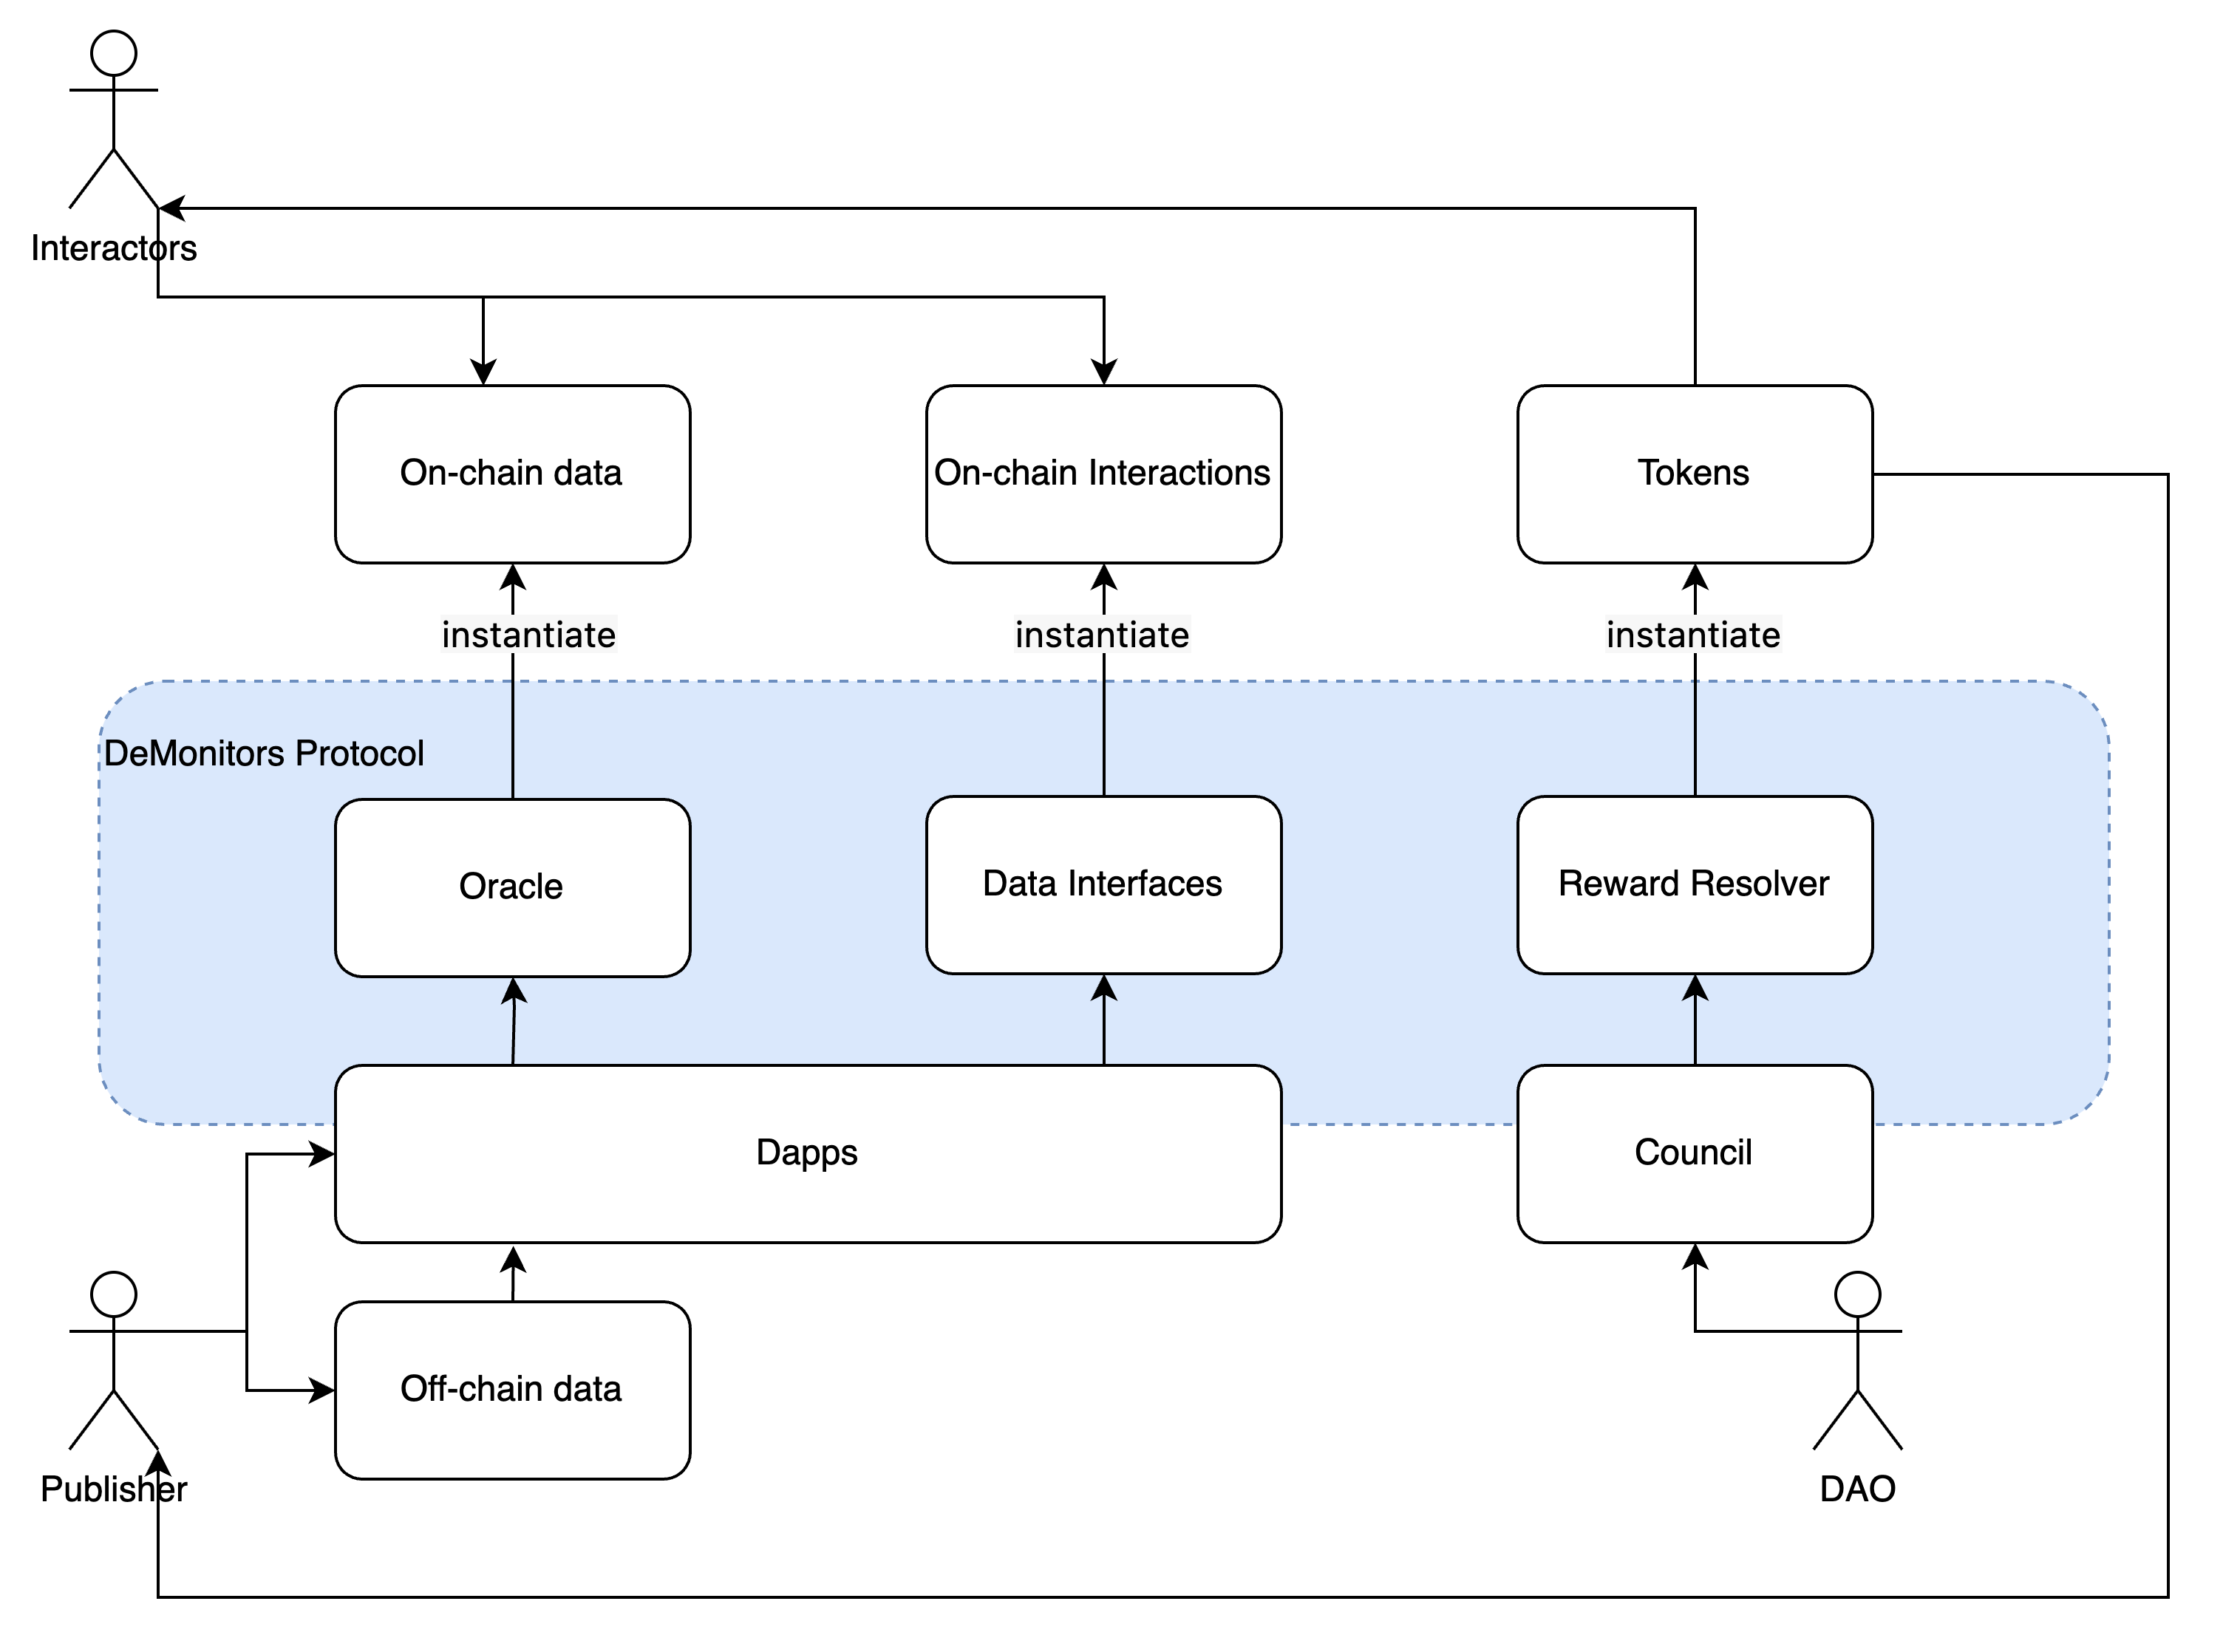 Interactors
On-chain data
On-chain Interactions
Tokens
instantiate
instantiate
instantiate
DeMonitors Protocol
Oracle
Data Interfaces
Reward Resolver
Dapps
Council
Off-chain data
Publisher
DAO